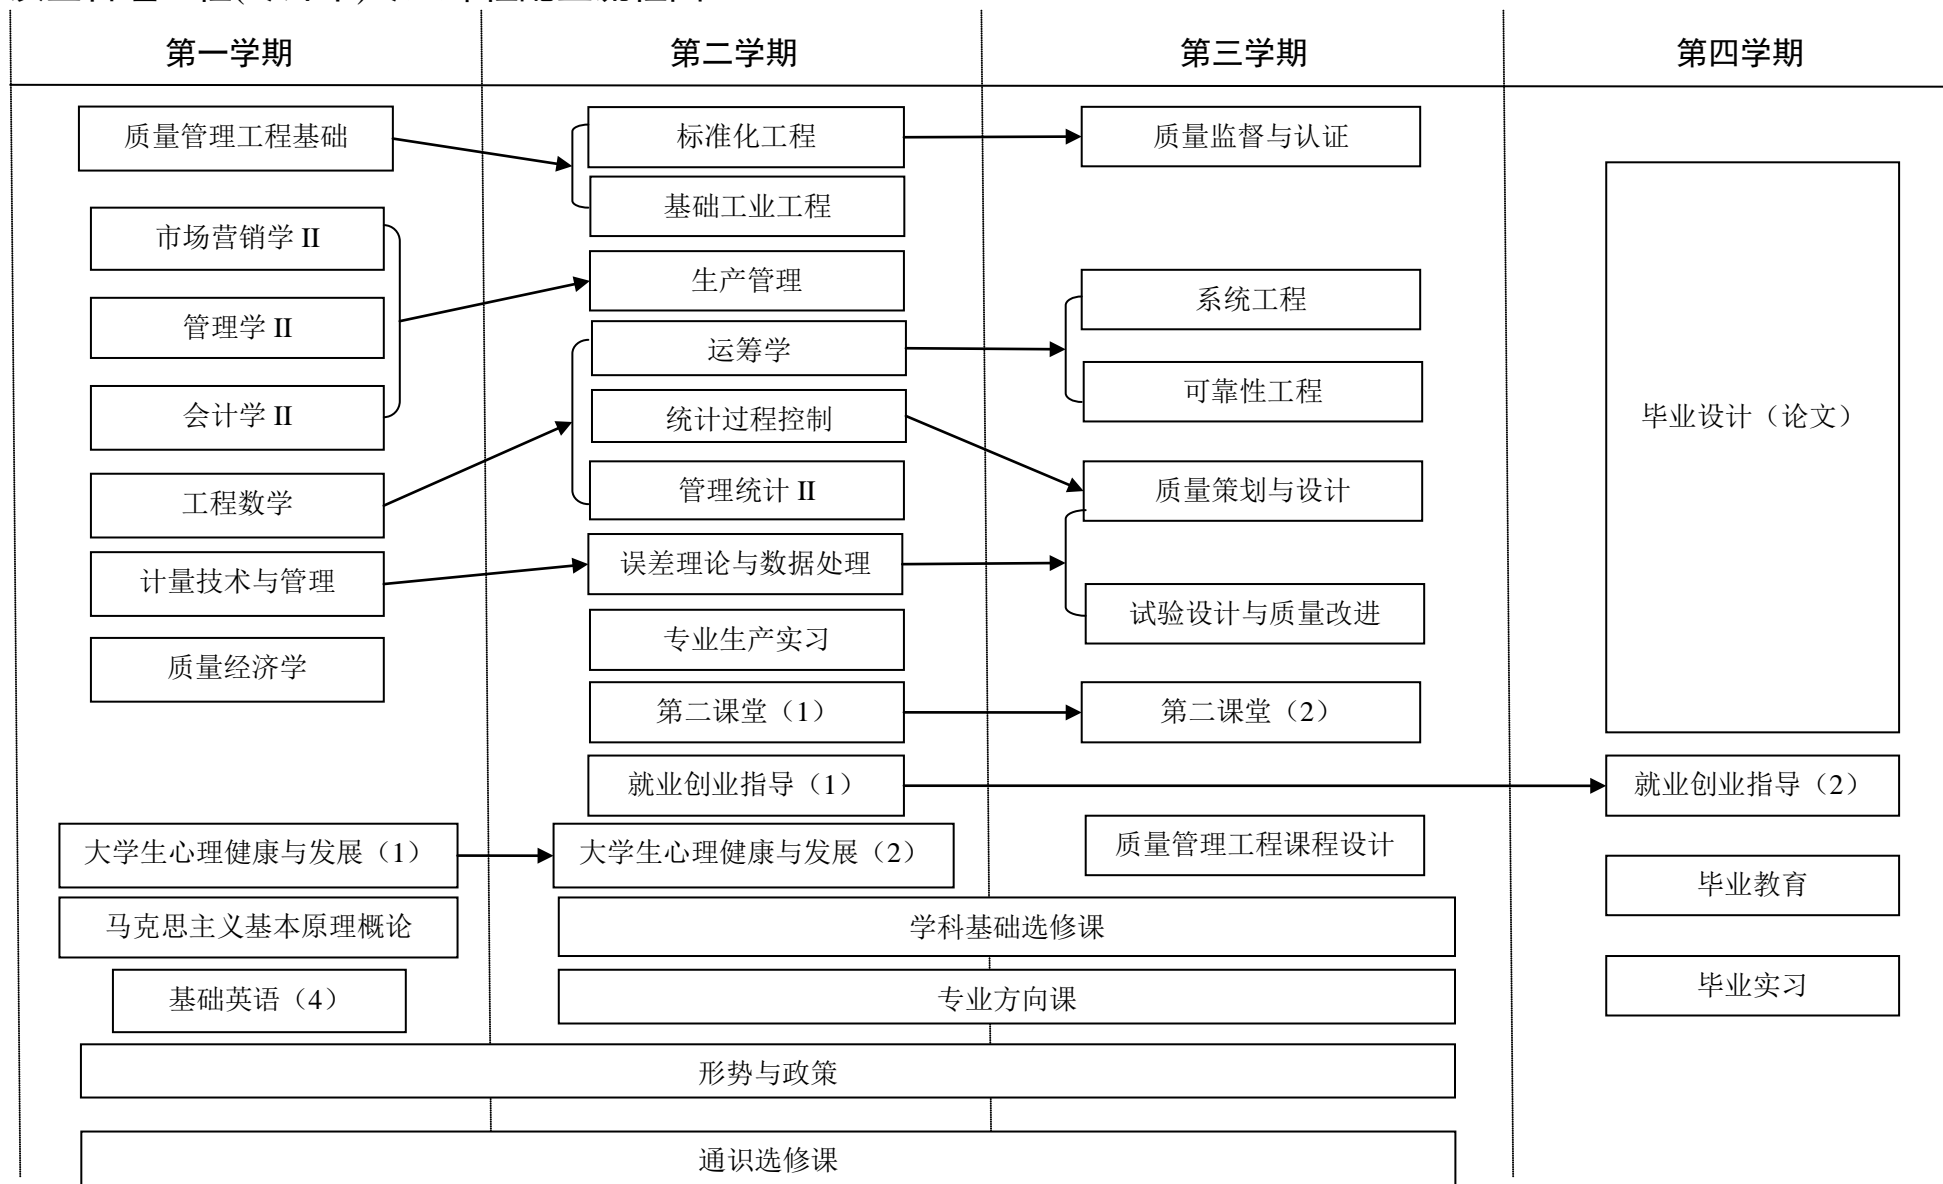 第一学期
第二学期
第三学期
第四学期
质量管理工程基础
市场营销学 II
管理学 II
会计学 II
工程数学
计量技术与管理
质量经济学
大学生心理健康与发展（1）
马克思主义基本原理概论
基础英语（4）
标准化工程
基础工业工程
生产管理
运筹学
统计过程控制
管理统计 II
误差理论与数据处理
专业生产实习
第二课堂（1）
就业创业指导（1）
大学生心理健康与发展（2）
质量监督与认证
系统工程
可靠性工程
质量策划与设计
试验设计与质量改进
第二课堂（2）
质量管理工程课程设计
毕业设计（论文）
就业创业指导（2）
毕业教育
毕业实习
学科基础选修课
专业方向课
形势与政策
通识选修课